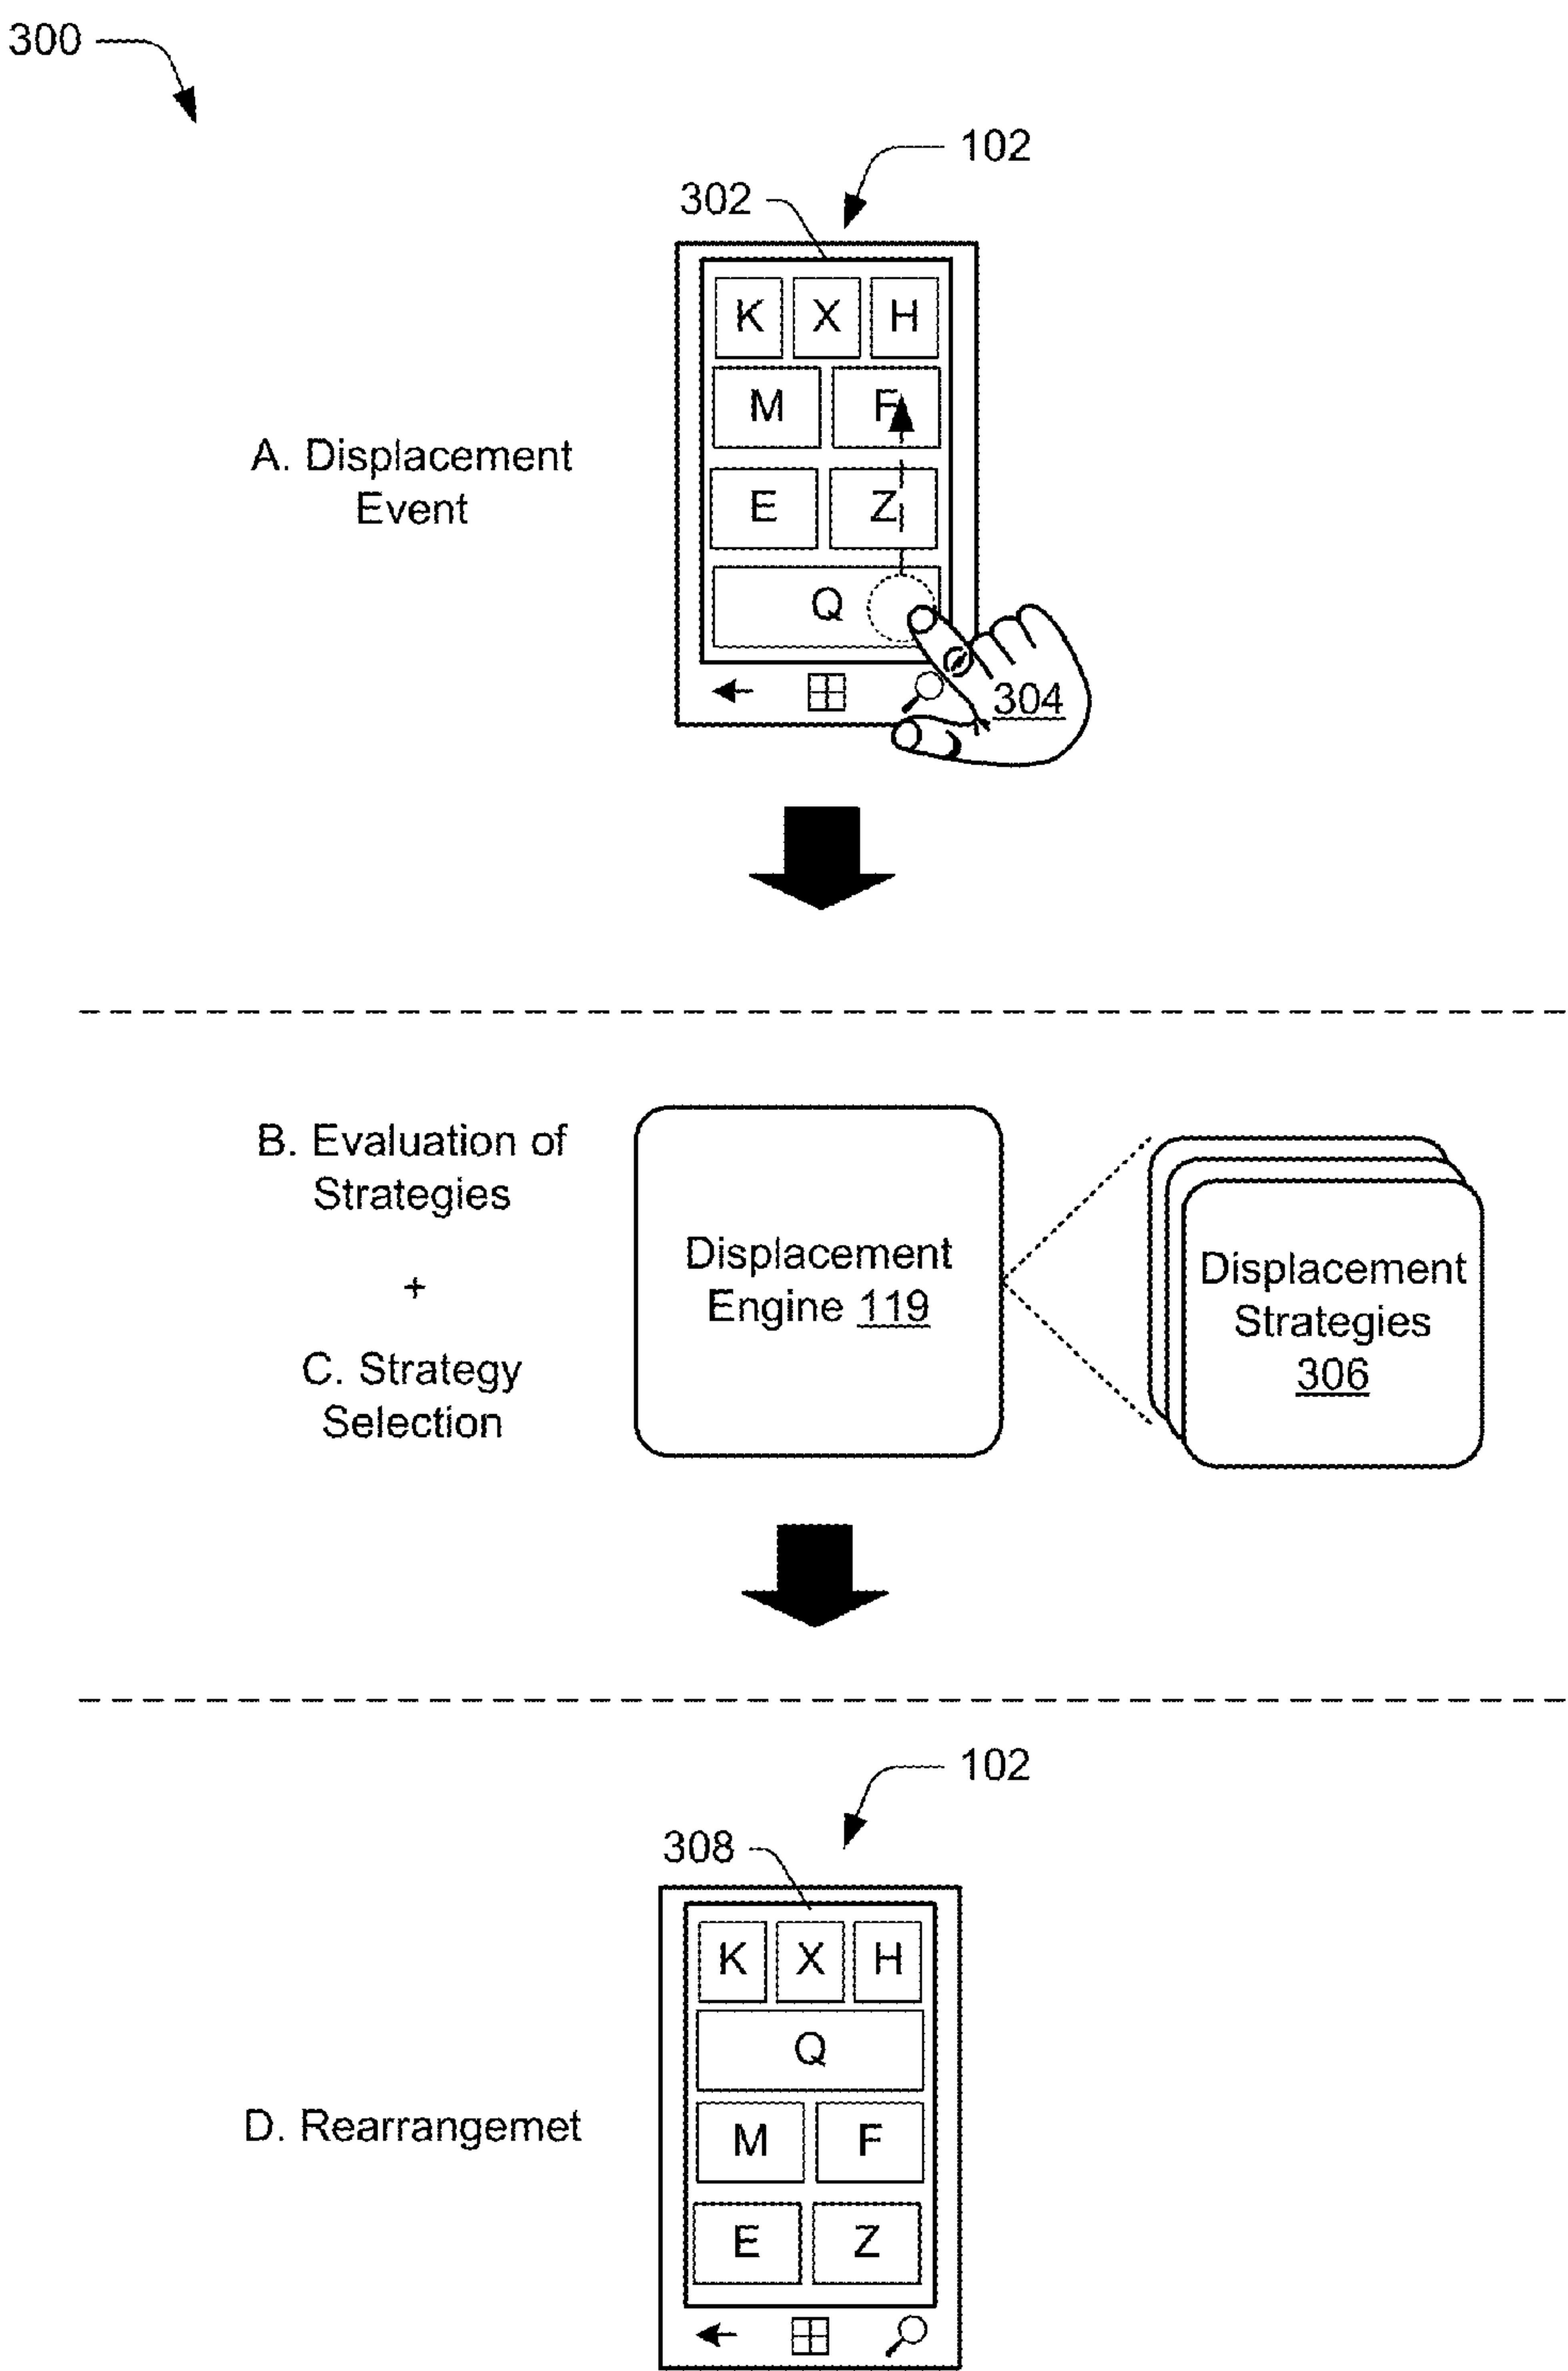 300
102
302
K X H
M F
A. Displacement
Event
E Z
Q
304
B. Evaluation of
Strategies
+
C. Strategy
Selection
Displacement
Engine 119
Displacement
Strategies
306
102
308
K X H
Q
D. Rearrangemet
M F
E Z